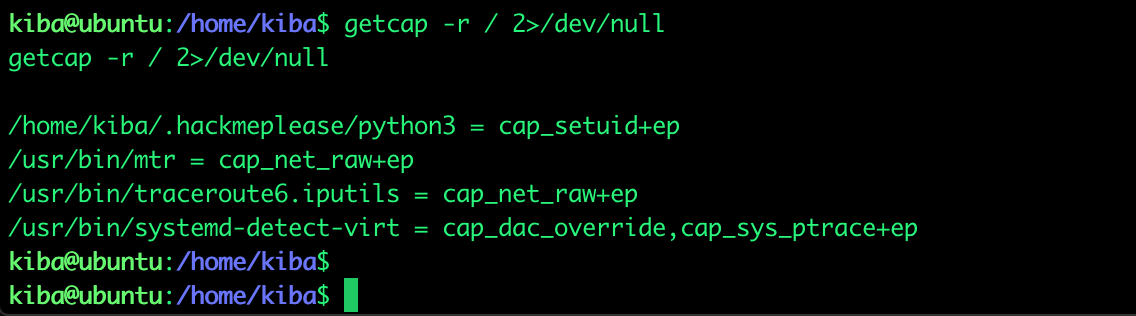 kiba@ubuntu:/home/kiba$ getcap -r / 2>/dev/null
getcap -r / 2>/dev/null
/home/kiba/.hackmeplease/python3 = cap_setuid+ep
/usr/bin/mtr = cap_net_raw+ep
/usr/bin/traceroute6.iputils = cap_net_raw+ep
/usr/bin/systemd-detect-virt = cap_dac_override,cap_sys_ptrace+ep
kiba@ubuntu:/home/kiba$
kiba@ubuntu:/home/kiba$